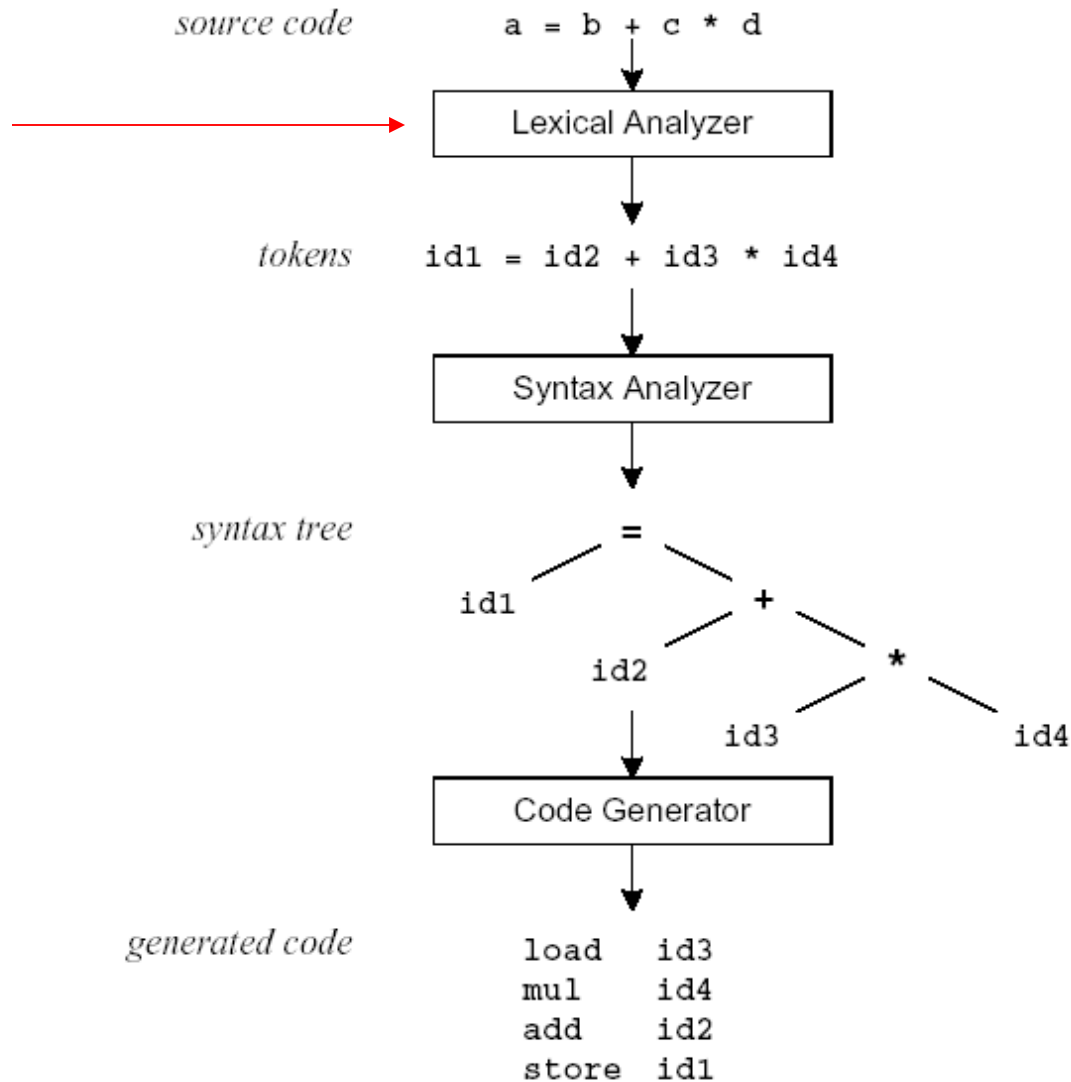 source code a = b + c * d
Lexical Analyzer
tokens id1 = id2 + id3 * id4
Syntax Analyzer
syntax tree =
id1 +
id2 *
id3 id4
Code Generator
generated code load id3
mul id4
add id2
store id1